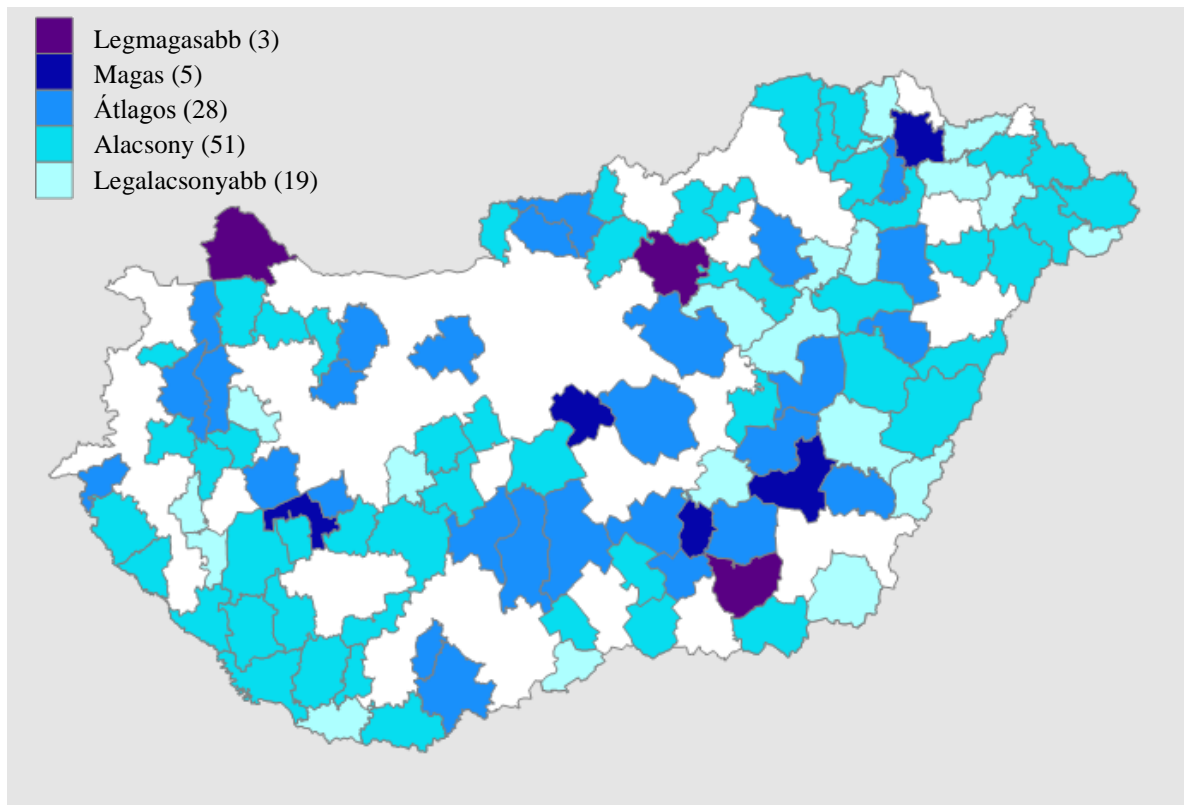 Legmagasabb (3)
Magas (5)
Átlagos (28)
Alacsony (51)
Legalacsonyabb (19)